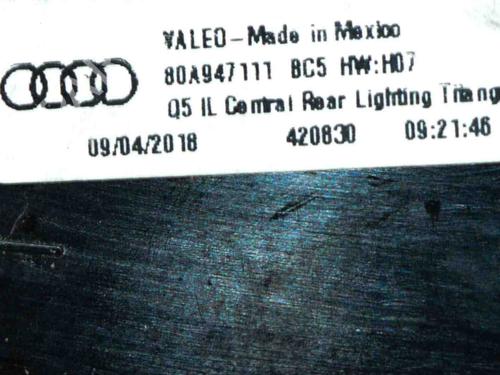 VALEO-Made in Mexico
80A947111 BC5 HW:H07
Q5 IL Central Rear Lighting Triang
09/04/2018 420830 09:21:46